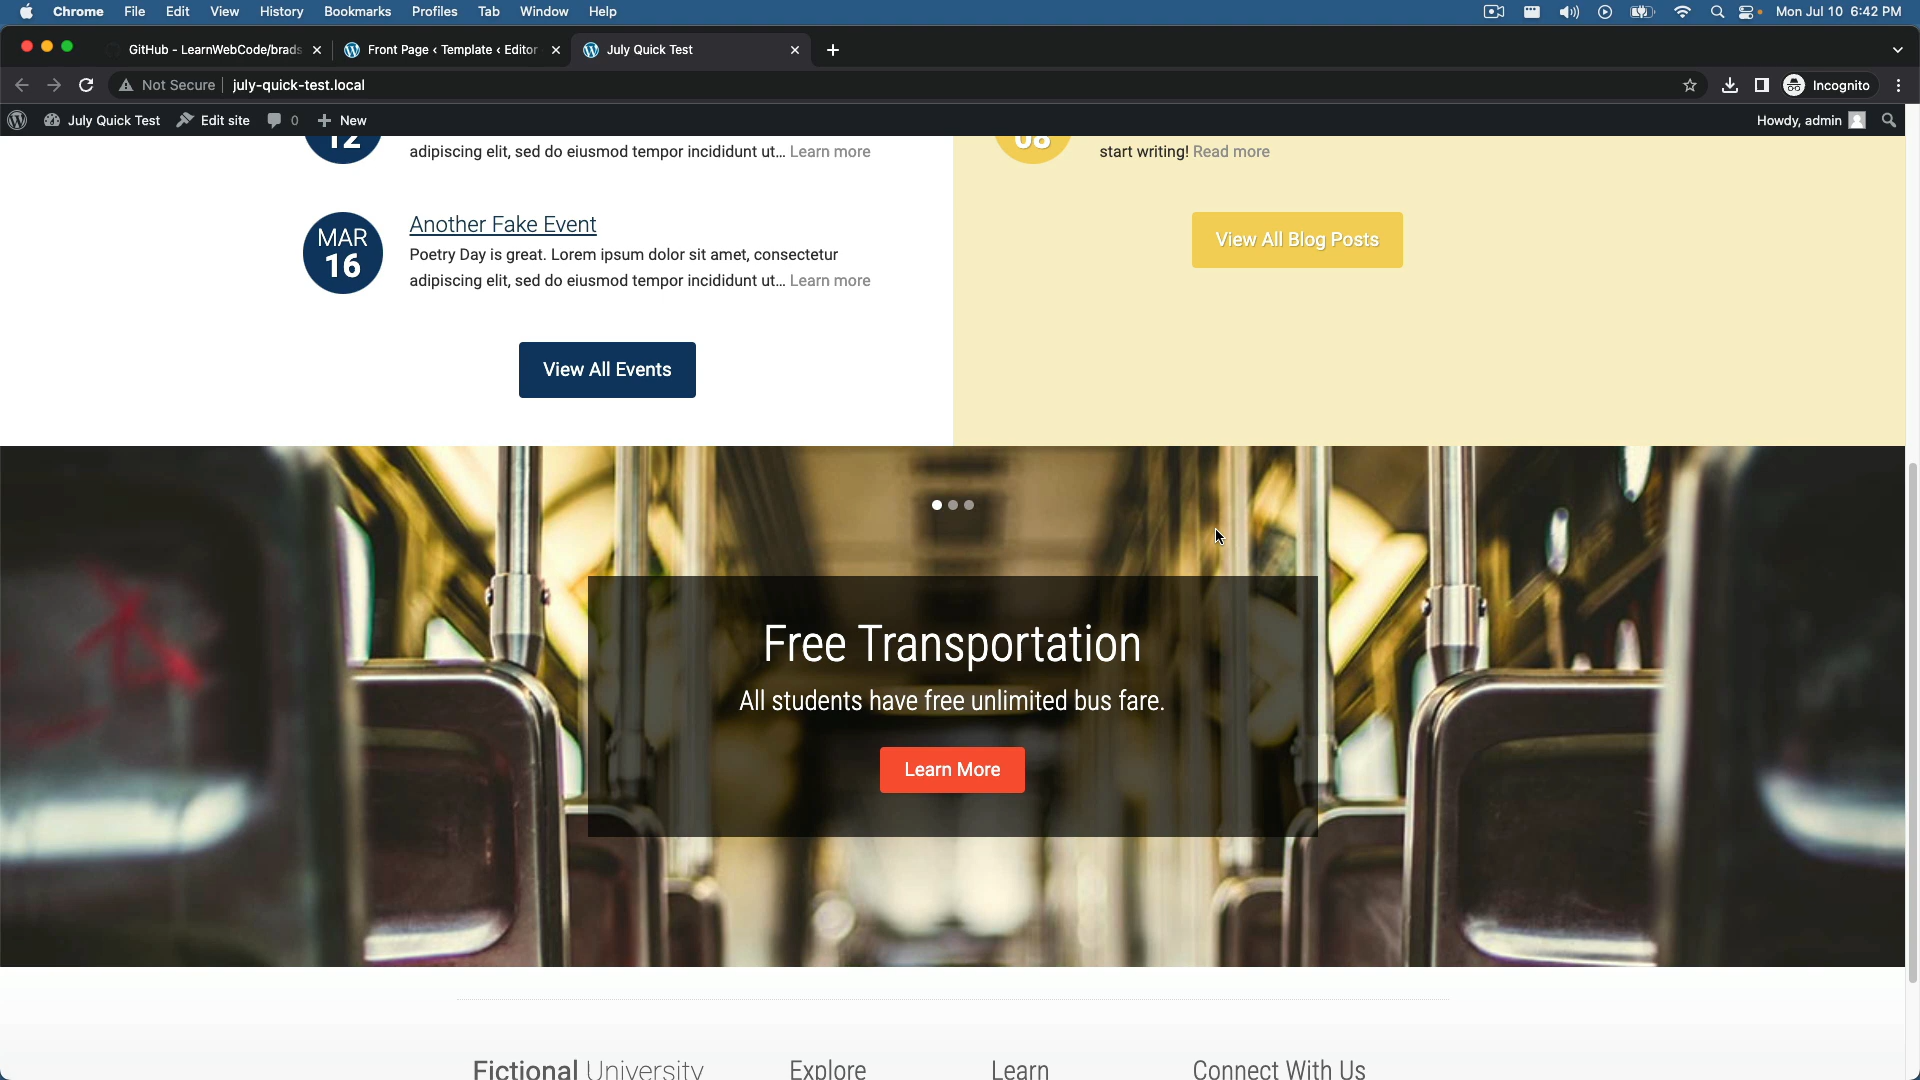 Chrome File Edit View History Bookmarks Profiles Tab Window Help Mon Jul 10 6:42 PM
GitHub - LearnWebCode/brads Front Page ‹ Template ‹ Editor July Quick Test
Not Secure july-quick-test.local Incognito
July Quick Test Edit site 0 New Howdy, admin
12
adipiscing elit, sed do eiusmod tempor incididunt ut... Learn more
08
start writing! Read more
MAR
16
Another Fake Event
Poetry Day is great. Lorem ipsum dolor sit amet, consectetur
adipiscing elit, sed do eiusmod tempor incididunt ut... Learn more
View All Blog Posts
View All Events
Free Transportation
All students have free unlimited bus fare.
Learn More
Fictional University Explore Learn Connect With Us